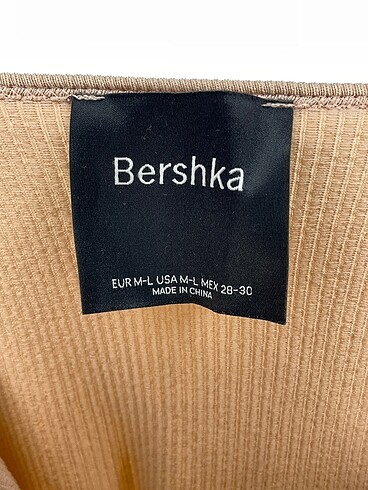 Bershka
EUR M-L USA M-L MEX 28-30
MADE IN CHINA